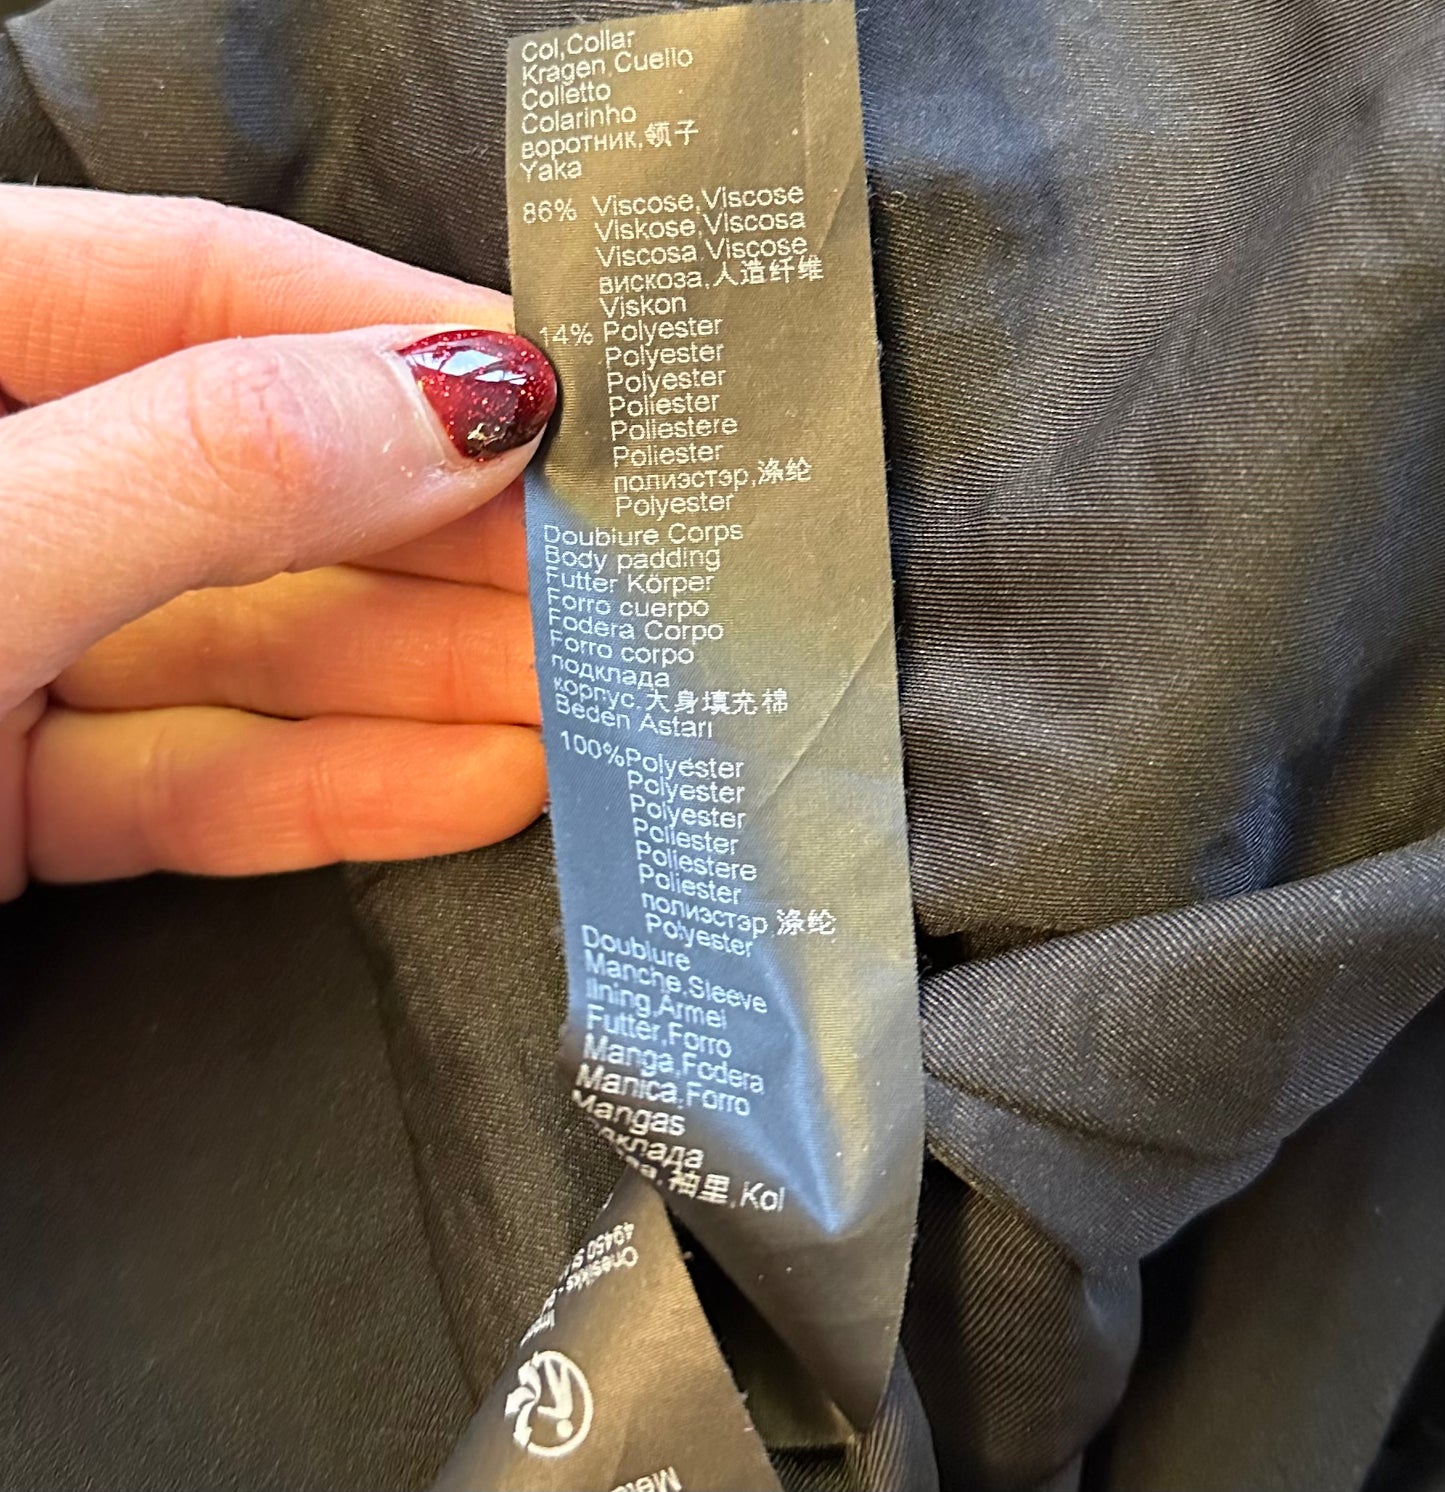 Col,Collar
Kragen,Cuello
Colletto
Colarinho
воротник,领子
Yaka
86% Viscose,Viscose
Viskose,Viscosa
Viscosa,Viscose
вискоза,人造纤维
Viskon
14% Polyester
Polyester
Polyester
Poliester
Poliestere
Poliester
полиэстэр,涤纶
Polyester
Doublure Corps
Body padding
Futter Körper
Forro cuerpo
Fodera Corpo
Forro corpo
подклада
корпус,大身填充棉
Beden Astarı
100%Polyester
Polyester
Polyester
Poliester
Poliestere
Poliester
полиэстэр,涤纶
Polyester
Doublure
Manche,Sleeve
lining,Armel
Futter,Forro
Manga,Fodera
Manica,Forro
Mangas
袖里,Kol
49450